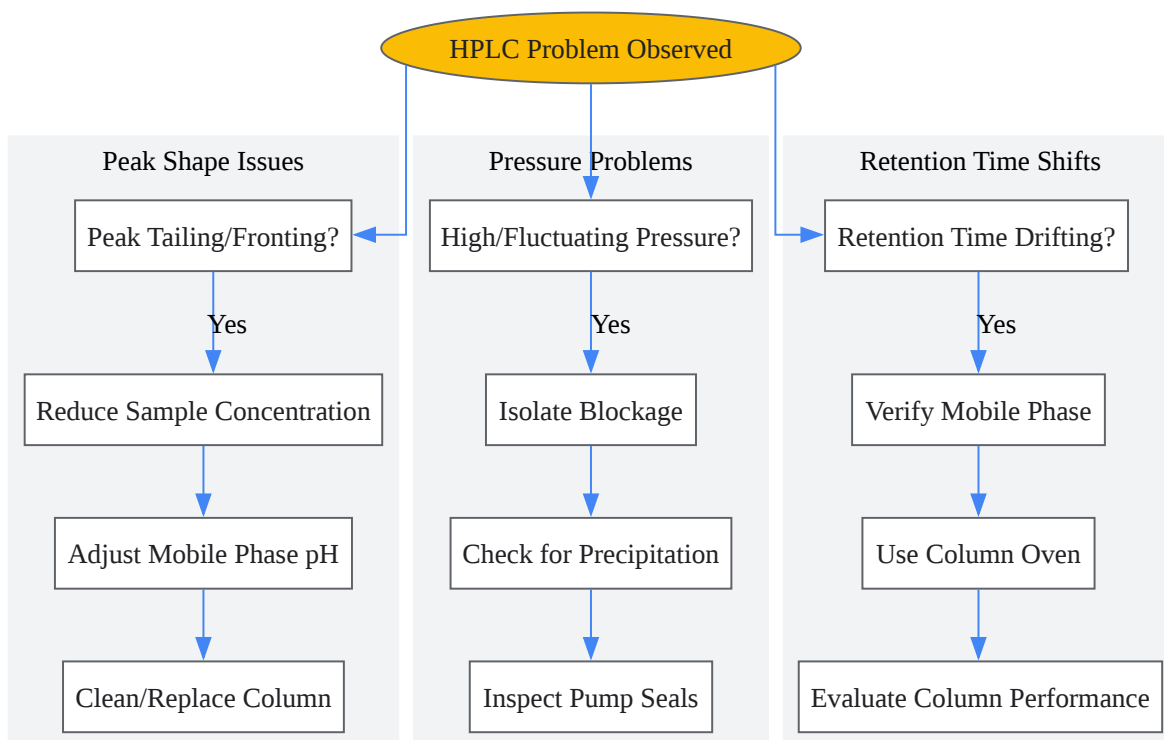 HPLC Problem Observed
Peak Shape Issues
Pressure Problems
Retention Time Shifts
Peak Tailing/Fronting?
High/Fluctuating Pressure?
Retention Time Drifting?
Yes
Yes
Yes
Reduce Sample Concentration
Isolate Blockage
Verify Mobile Phase
Adjust Mobile Phase pH
Check for Precipitation
Use Column Oven
Clean/Replace Column
Inspect Pump Seals
Evaluate Column Performance